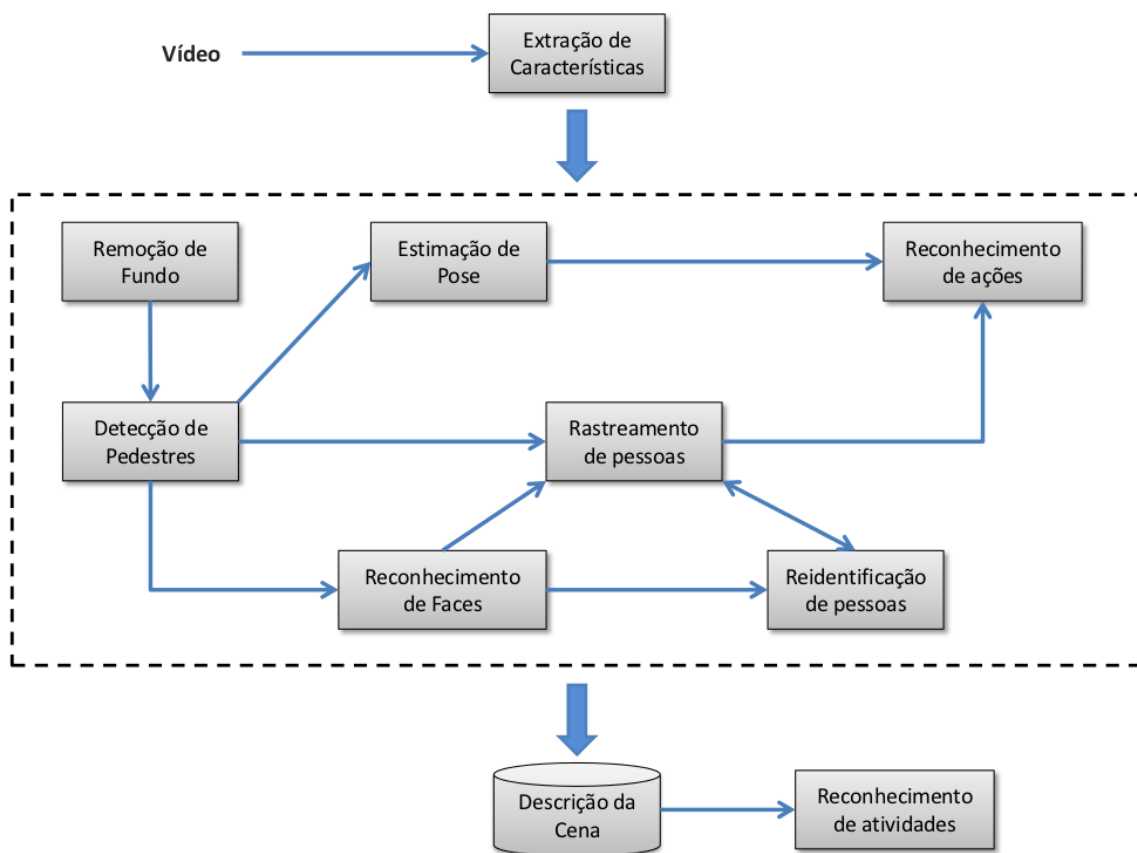 Vídeo
Extração de
Características
Remoção de
Fundo
Estimação de
Pose
Reconhecimento
de ações
Detecção de
Pedestres
Rastreamento
de pessoas
Reconhecimento
de Faces
Reidentificação
de pessoas
Descrição da
Cena
Reconhecimento
de atividades